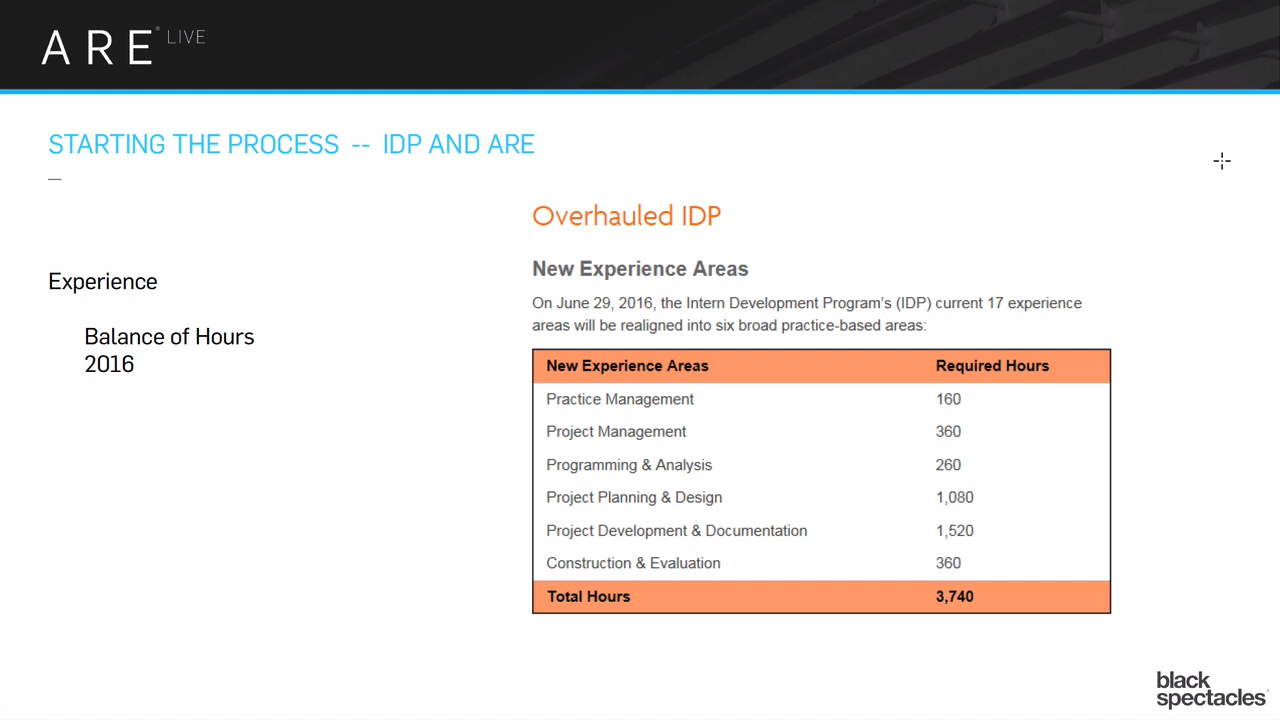 ARE® LIVE
STARTING THE PROCESS -- IDP AND ARE
—
Experience
Balance of Hours
2016
Overhauled IDP
New Experience Areas
On June 29, 2016, the Intern Development Program's (IDP) current 17 experience
areas will be realigned into six broad practice-based areas:
New Experience Areas Required Hours
Practice Management 160
Project Management 360
Programming & Analysis 260
Project Planning & Design 1,080
Project Development & Documentation 1,520
Construction & Evaluation 360
Total Hours 3,740
black
spectacles